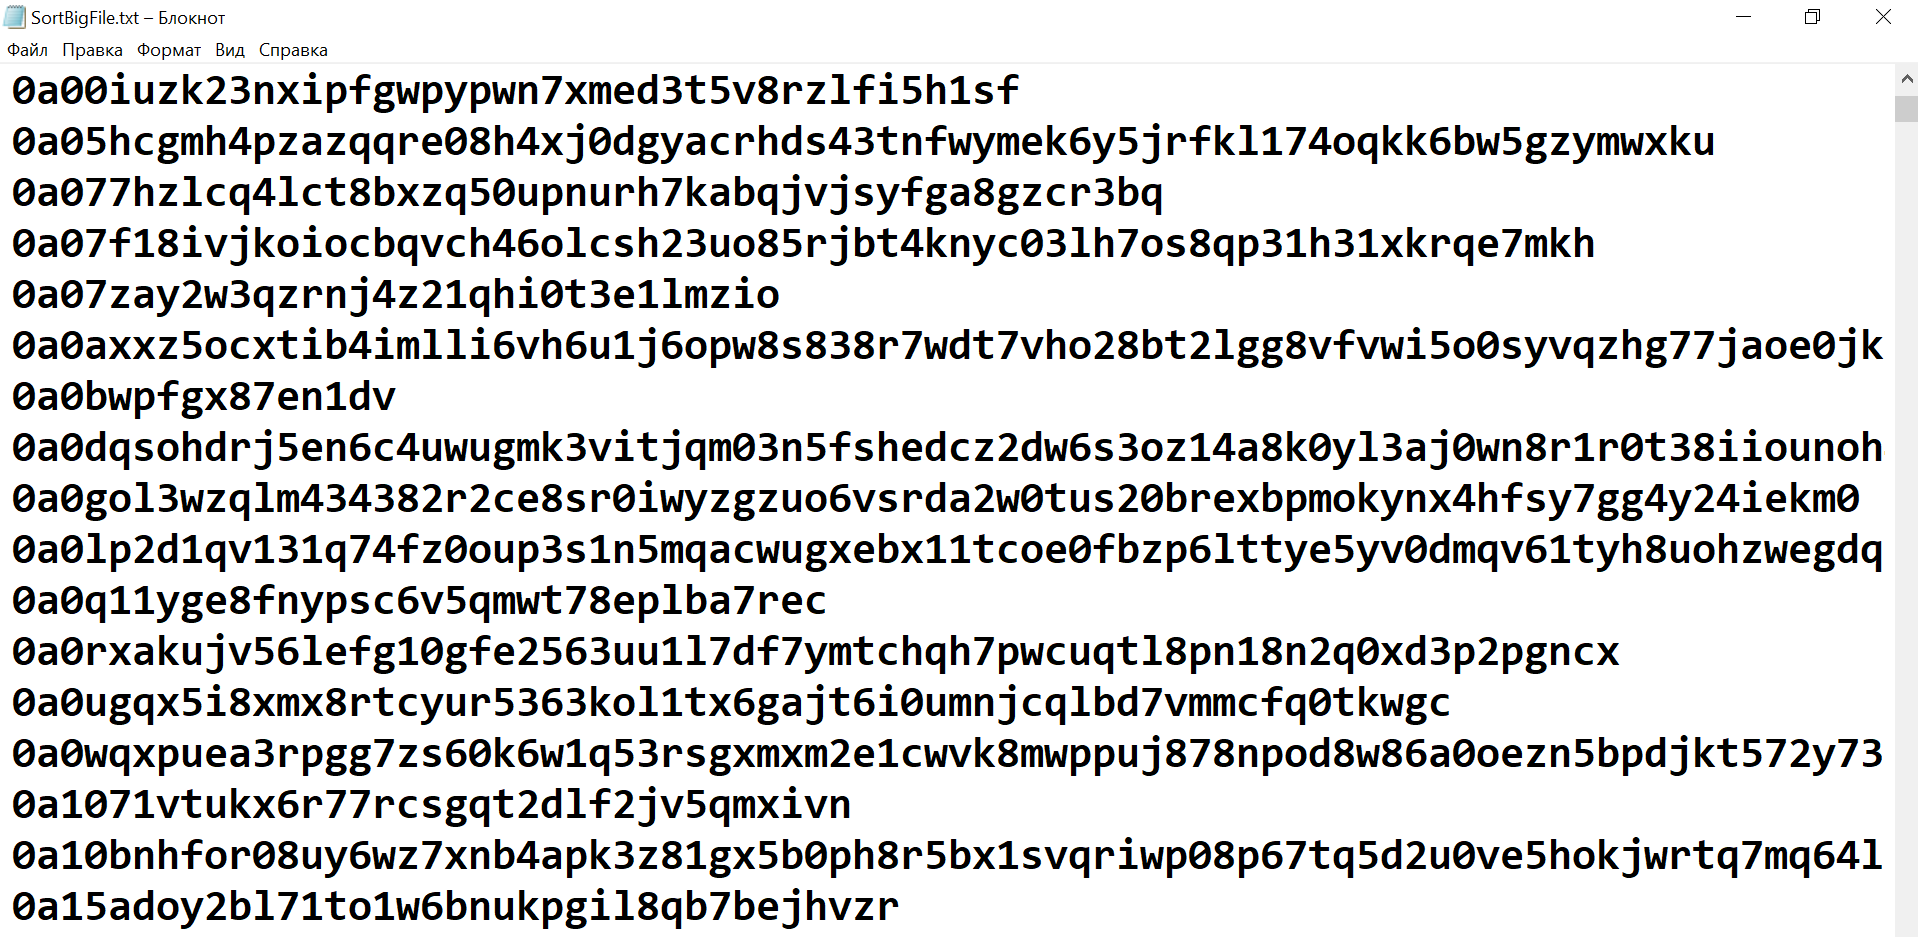 SortBigFile.txt – Блокнот
Файл Правка Формат Вид Справка
0a00iuzk23nxipfgwpypwn7xmed3t5v8rzlfi5h1sf
0a05hcgmh4pzazqqre08h4xj0dgyacrhds43tnfwymek6y5jrfkl174oqkk6bw5gzymwxku
0a077hzlcq4lct8bxzq50upnurh7kabqjvjsyfga8gzcr3bq
0a07f18ivjkoiocbqvch46olcsh23uo85rjbt4knyc03lh7os8qp31h31xkrqe7mkh
0a07zay2w3qzrnj4z21qhi0t3e1lmzio
0a0axxz5ocxtib4imlli6vh6u1j6opw8s838r7wdt7vho28bt2lgg8vfvwi5o0syvqzhg77jaoe0jk
0a0bwpfgx87en1dv
0a0dqsohdrj5en6c4uwugmk3vitjqm03n5fshedcz2dw6s3oz14a8k0yl3aj0wn8r1r0t38iiounoh
0a0gol3wzqlm434382r2ce8sr0iwyzgzuo6vsrda2w0tus20brexbpmokynx4hfsy7gg4y24iekm0
0a0lp2d1qv131q74fz0oup3s1n5mqacwugxebx11tcoe0fbzp6lttye5yv0dmqv61tyh8uohzwegdq
0a0q11yge8fnypsc6v5qmwt78eplba7rec
0a0rxakujv56lefg10gfe2563uu1l7df7ymtchqh7pwcuqtl8pn18n2q0xd3p2pgncx
0a0ugqx5i8xmx8rtcyur5363kol1tx6gajt6i0umnjcqlbd7vmmcfq0tkwgc
0a0wqxpuea3rpgg7zs60k6w1q53rsgxmxm2e1cwvk8mwppuj878npod8w86a0oezn5bpdjkt572y73
0a1071vtukx6r77rcsgqt2dlf2jv5qmxivn
0a10bnhfor08uy6wz7xnb4apk3z81gx5b0ph8r5bx1svqriwp08p67tq5d2u0ve5hokjwrtq7mq64l
0a15adoy2bl71to1w6bnukpgil8qb7bejhvzr